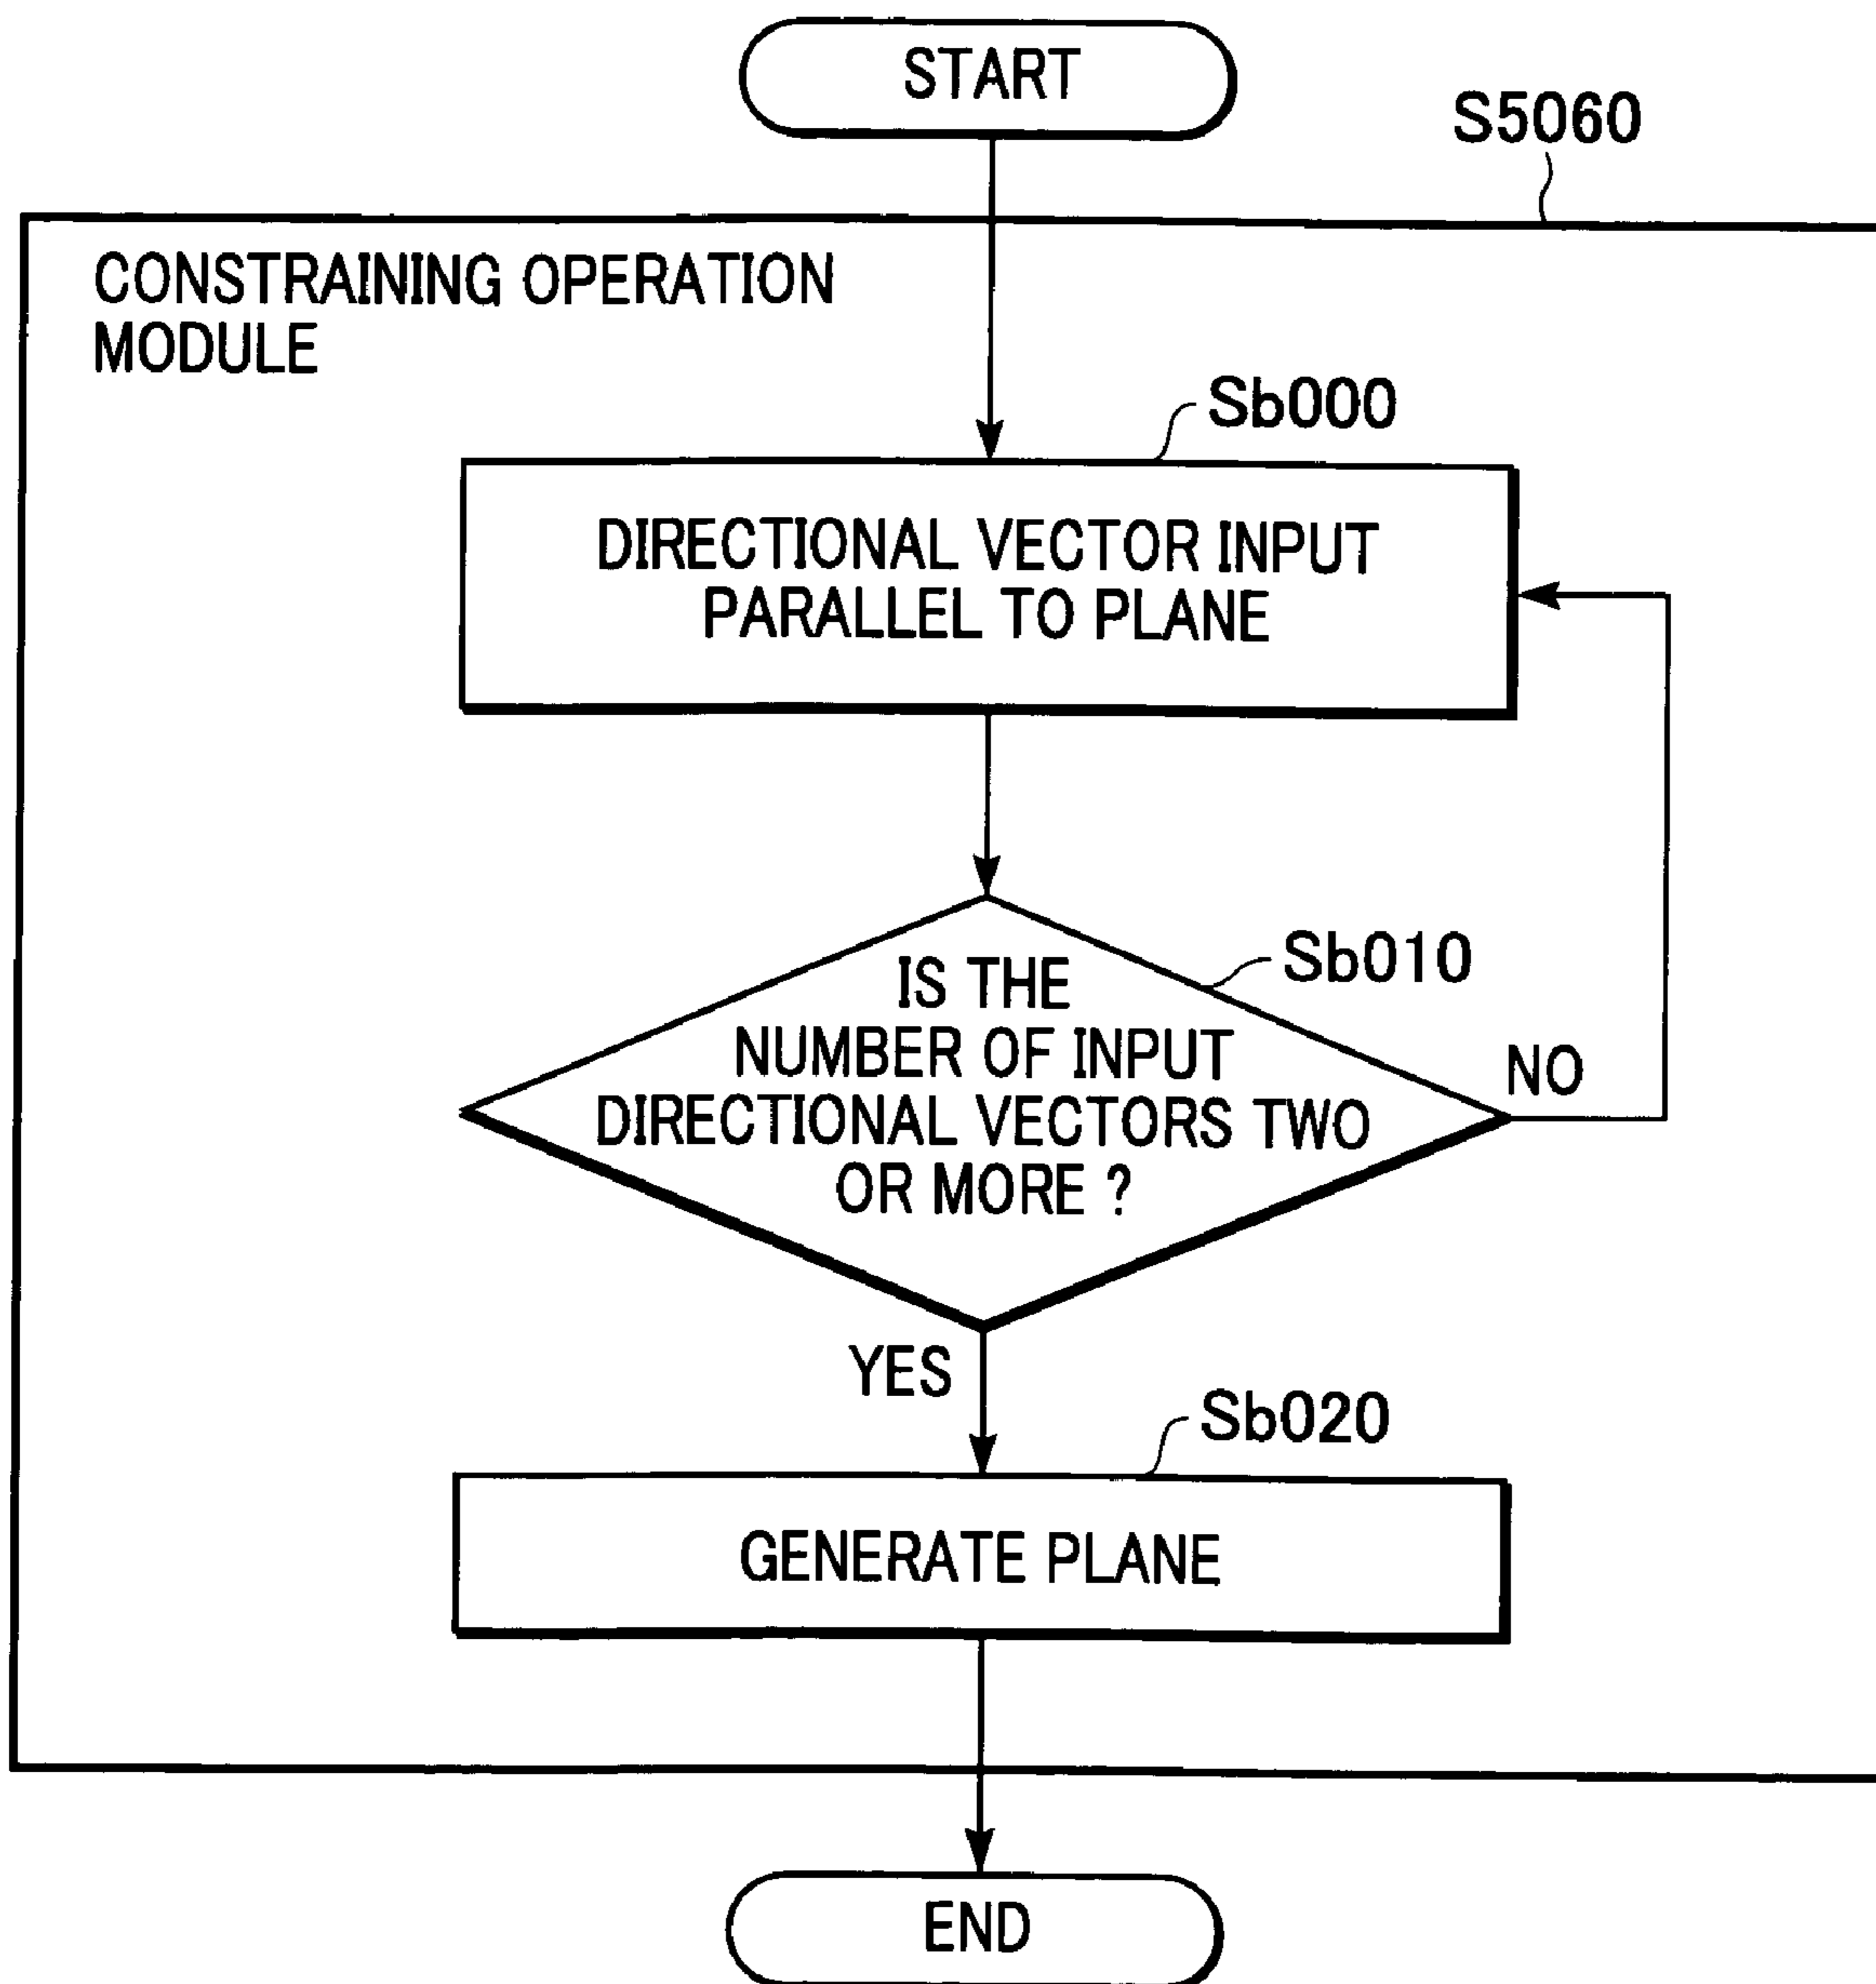 START
S5060
CONSTRAINING OPERATION
MODULE
Sb000
DIRECTIONAL VECTOR INPUT
PARALLEL TO PLANE
Sb010
IS THE
NUMBER OF INPUT
DIRECTIONAL VECTORS TWO
OR MORE ?
NO
YES
Sb020
GENERATE PLANE
END